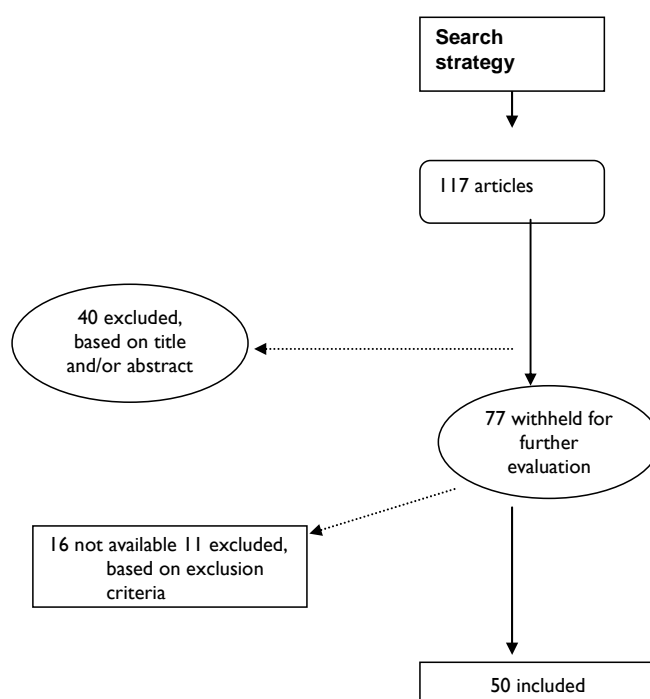 Search
strategy
117 articles
40 excluded,
based on title
and/or abstract
77 withheld for
further
evaluation
16 not available 11 excluded,
based on exclusion
criteria
50 included